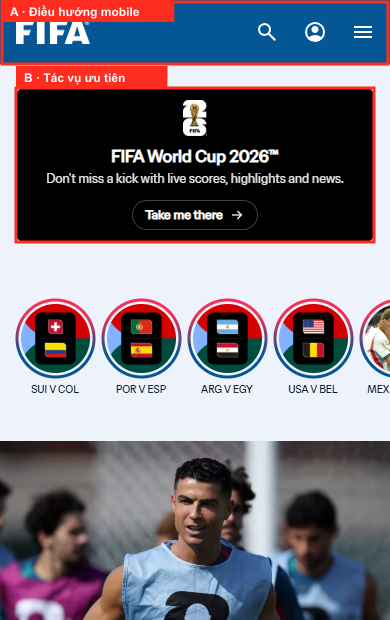 A · Điều hướng mobile
FIFA
B · Tác vụ ưu tiên
FIFA World Cup 2026™
Don't miss a kick with live scores, highlights and news.
Take me there →
SUI V COL
POR V ESP
ARG V EGY
USA V BEL
MEX